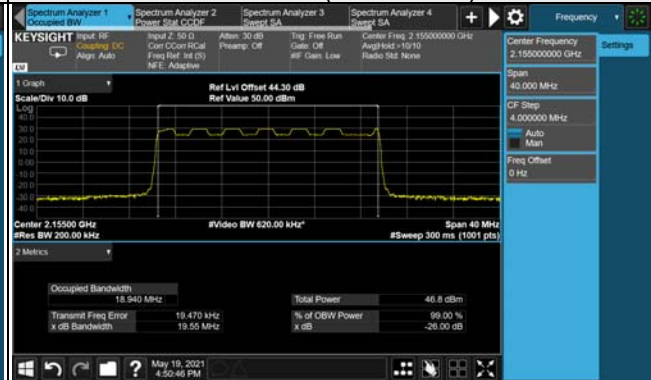 Spectrum Analyzer 1
Occupied BW
Spectrum Analyzer 2
Power Stat CCDF
Spectrum Analyzer 3
Swept SA
Spectrum Analyzer 4
Swept SA
Frequency
KEYSIGHT
Input: RF
Coupling: DC
Align: Auto
Input Z: 50 Ω
Corr CCorr RCal
Freq Ref: Int (S)
NFE: Adaptive
Atten: 30 dB
Preamp: Off
Trig: Free Run
Gate: Off
#IF Gain: Low
Center Freq: 2.155000000 GHz
Avg|Hold:>10/10
Radio Std: None
LXI
Center Frequency
2.155000000 GHz
Settings
Span
40.000 MHz
CF Step
4.000000 MHz
Auto
Man
Freq Offset
0 Hz
1 Graph
Scale/Div 10.0 dB
Ref Lvl Offset 44.30 dB
Ref Value 50.00 dBm
Log
40.0
30.0
20.0
10.0
0.00
-10.0
-20.0
-30.0
-40.0
Center 2.15500 GHz
#Res BW 200.00 kHz
#Video BW 620.00 kHz*
Span 40 MHz
#Sweep 300 ms (1001 pts)
2 Metrics
Occupied Bandwidth
18.940 MHz
Total Power 46.8 dBm
Transmit Freq Error 19.470 kHz
% of OBW Power 99.00 %
x dB Bandwidth 19.55 MHz
x dB -26.00 dB
May 19, 2021
4:50:46 PM